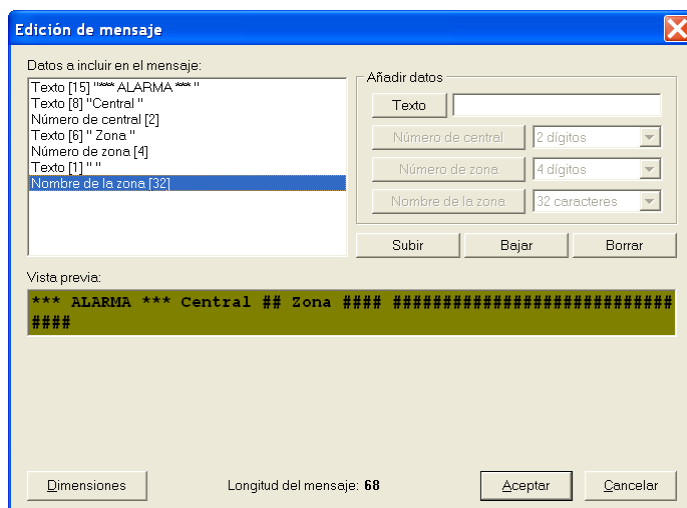 Edición de mensaje
Datos a incluir en el mensaje:
Texto [15] "*** ALARMA *** "
Texto [8] "Central "
Número de central [2]
Texto [6] " Zona "
Número de zona [4]
Texto [1] " "
Nombre de la zona [32]
Añadir datos
Texto
Número de central 2 dígitos
Número de zona 4 dígitos
Nombre de la zona 32 caracteres
Subir Bajar Borrar
Vista previa:
*** ALARMA *** Central ## Zona #### ############################
####
Dimensiones Longitud del mensaje: 68 Aceptar Cancelar